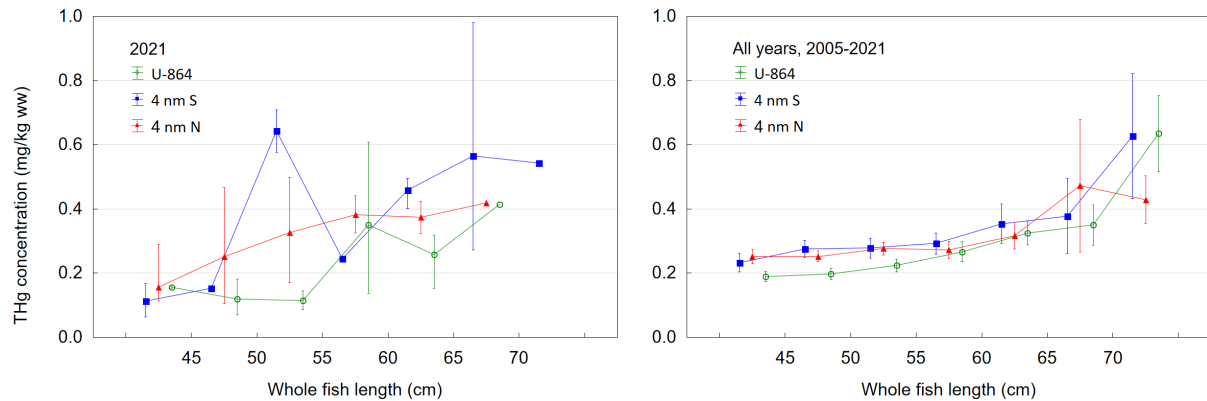 THg concentration (mg/kg ww)
1.0
0.8
0.6
0.4
0.2
0.0
2021
U-864
4 nm S
4 nm N
45 50 55 60 65 70
Whole fish length (cm)
1.0
0.8
0.6
0.4
0.2
0.0
All years, 2005-2021
U-864
4 nm S
4 nm N
45 50 55 60 65 70
Whole fish length (cm)